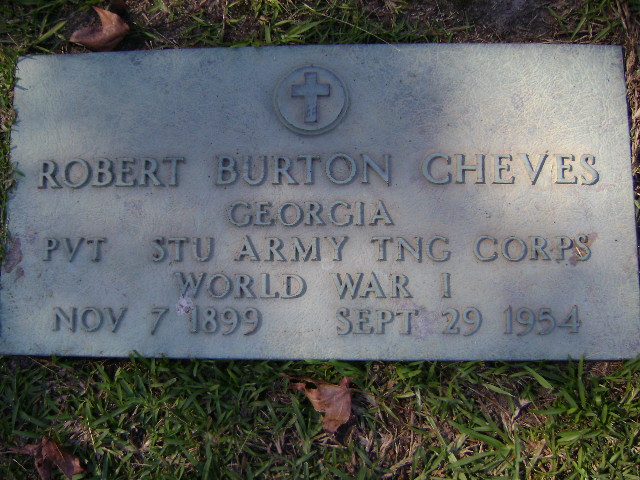 ROBERT BURTON CHEVES
GEORGIA
PVT STU ARMY TNG CORPS
WORLD WAR I
NOV 7 1899 SEPT 29 1954